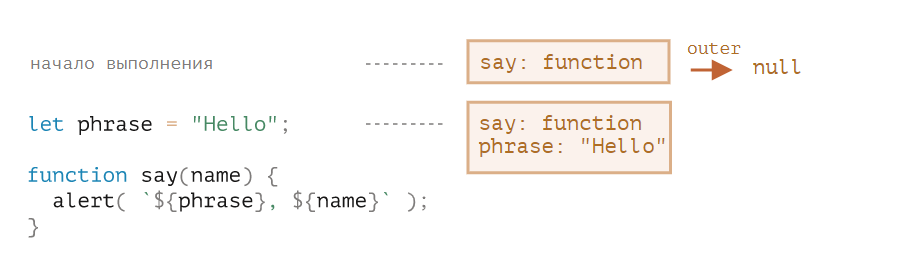 outer
начало выполнения --------- say: function null
let phrase = "Hello"; --------- say: function
phrase: "Hello"
function say(name) {
alert( `${phrase}, ${name}` );
}